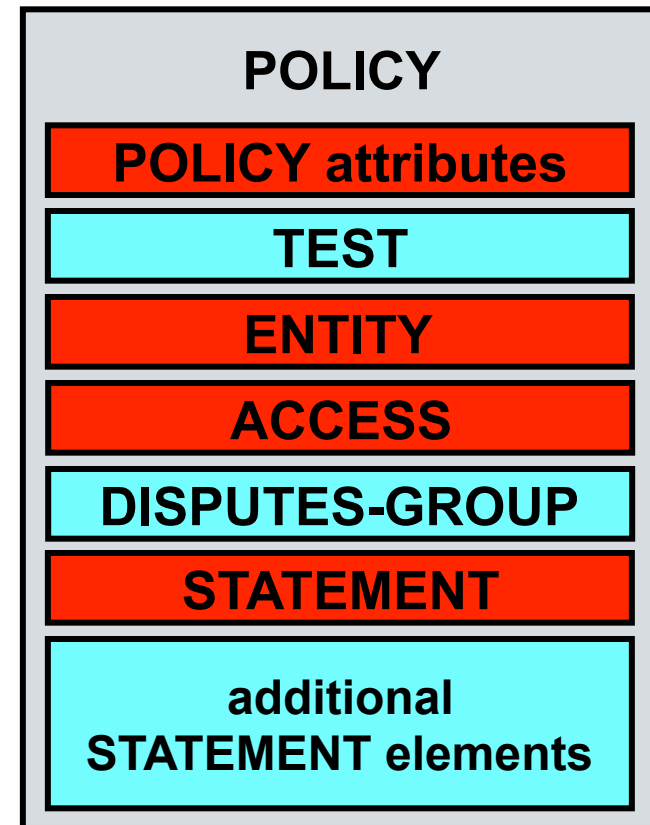 POLICY
POLICY attributes
TEST
ENTITY
ACCESS
DISPUTES-GROUP
STATEMENT
additional
STATEMENT elements